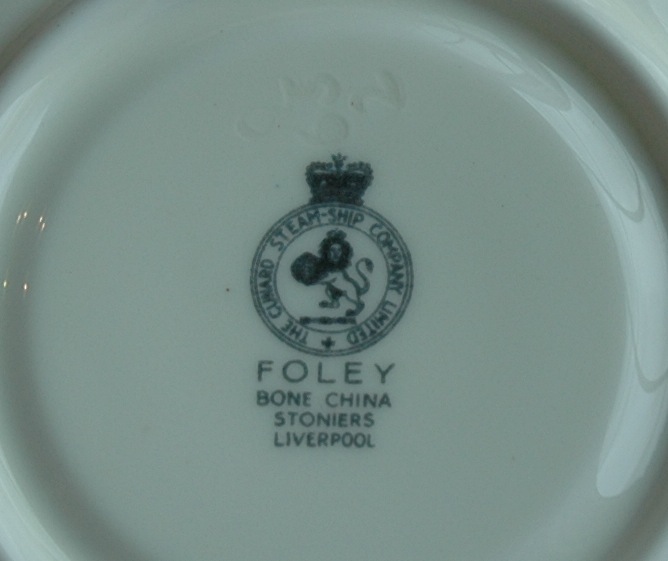 THE CUNARD STEAM-SHIP COMPANY LIMITED
FOLEY
BONE CHINA
STONIERS
LIVERPOOL